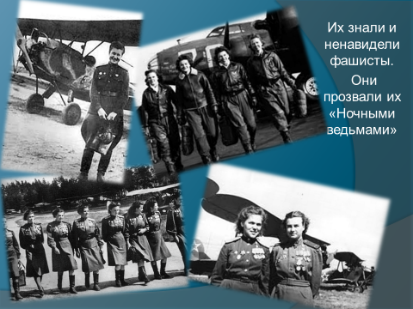 Их знали и
ненавидели
фашисты.
Они
прозвали их
«Ночными
ведьмами»